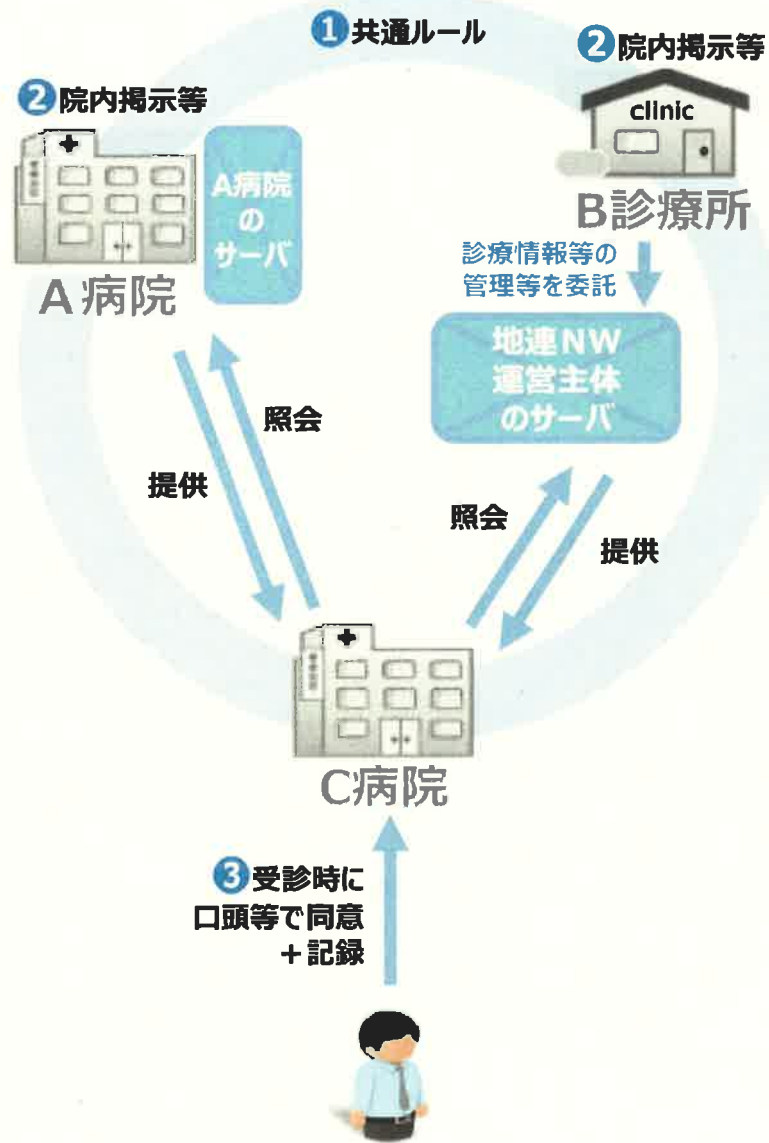 ❶共通ルール
❷院内掲示等
clinic
B診療所
❷院内掲示等
A病院
の
サーバ
A病院
診療情報等の
管理等を委託
地連NW
運営主体
のサーバ
照会
提供
照会
提供
C病院
❸受診時に
口頭等で同意
＋記録